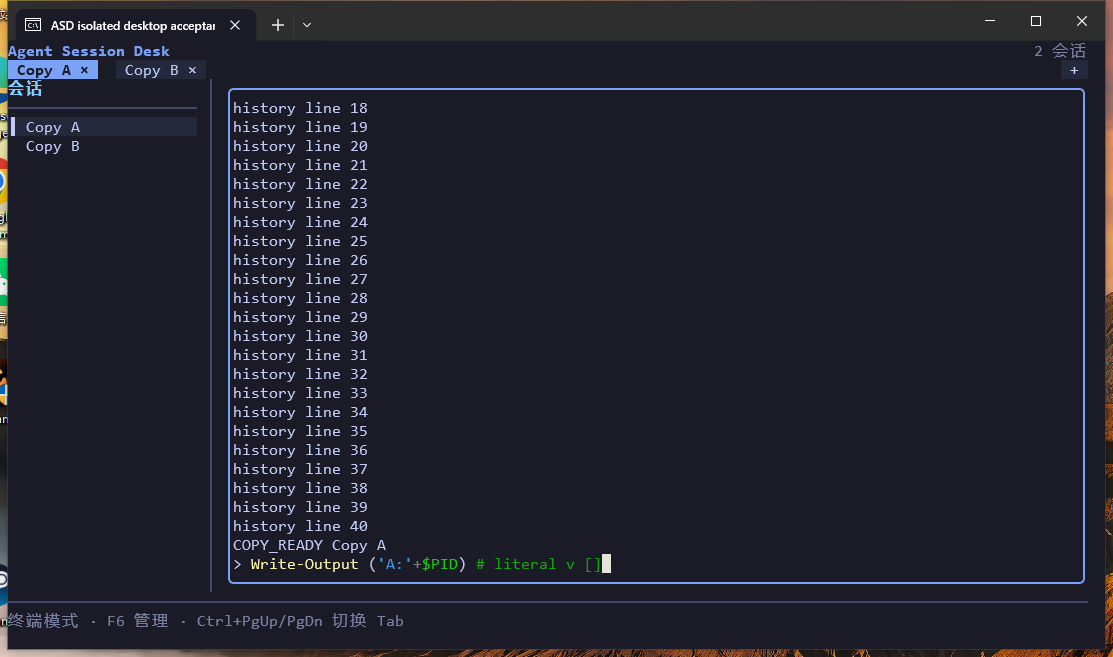 ASD isolated desktop acceptar
Agent Session Desk
2 会话
Copy A × Copy B × +
会话
Copy A
Copy B
history line 18
history line 19
history line 20
history line 21
history line 22
history line 23
history line 24
history line 25
history line 26
history line 27
history line 28
history line 29
history line 30
history line 31
history line 32
history line 33
history line 34
history line 35
history line 36
history line 37
history line 38
history line 39
history line 40
COPY_READY Copy A
> Write-Output ('A:'+$PID) # literal v []
终端模式 · F6 管理 · Ctrl+PgUp/PgDn 切换 Tab